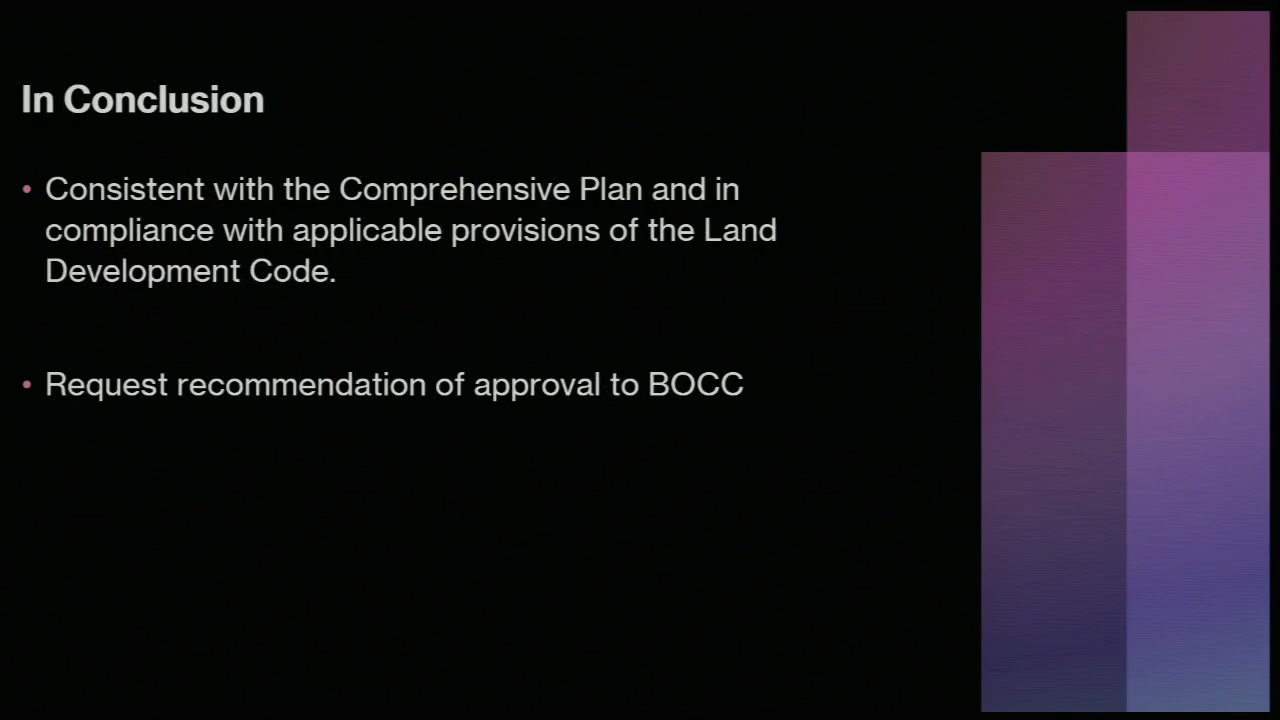 In Conclusion
• Consistent with the Comprehensive Plan and in
compliance with applicable provisions of the Land
Development Code.
• Request recommendation of approval to BOCC